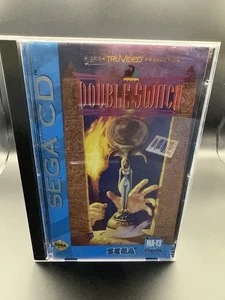 A SEGA TRUVIDEO PRODUCTION
DOUBLE SWITCH
SEGA CD
SEGA
MA-13